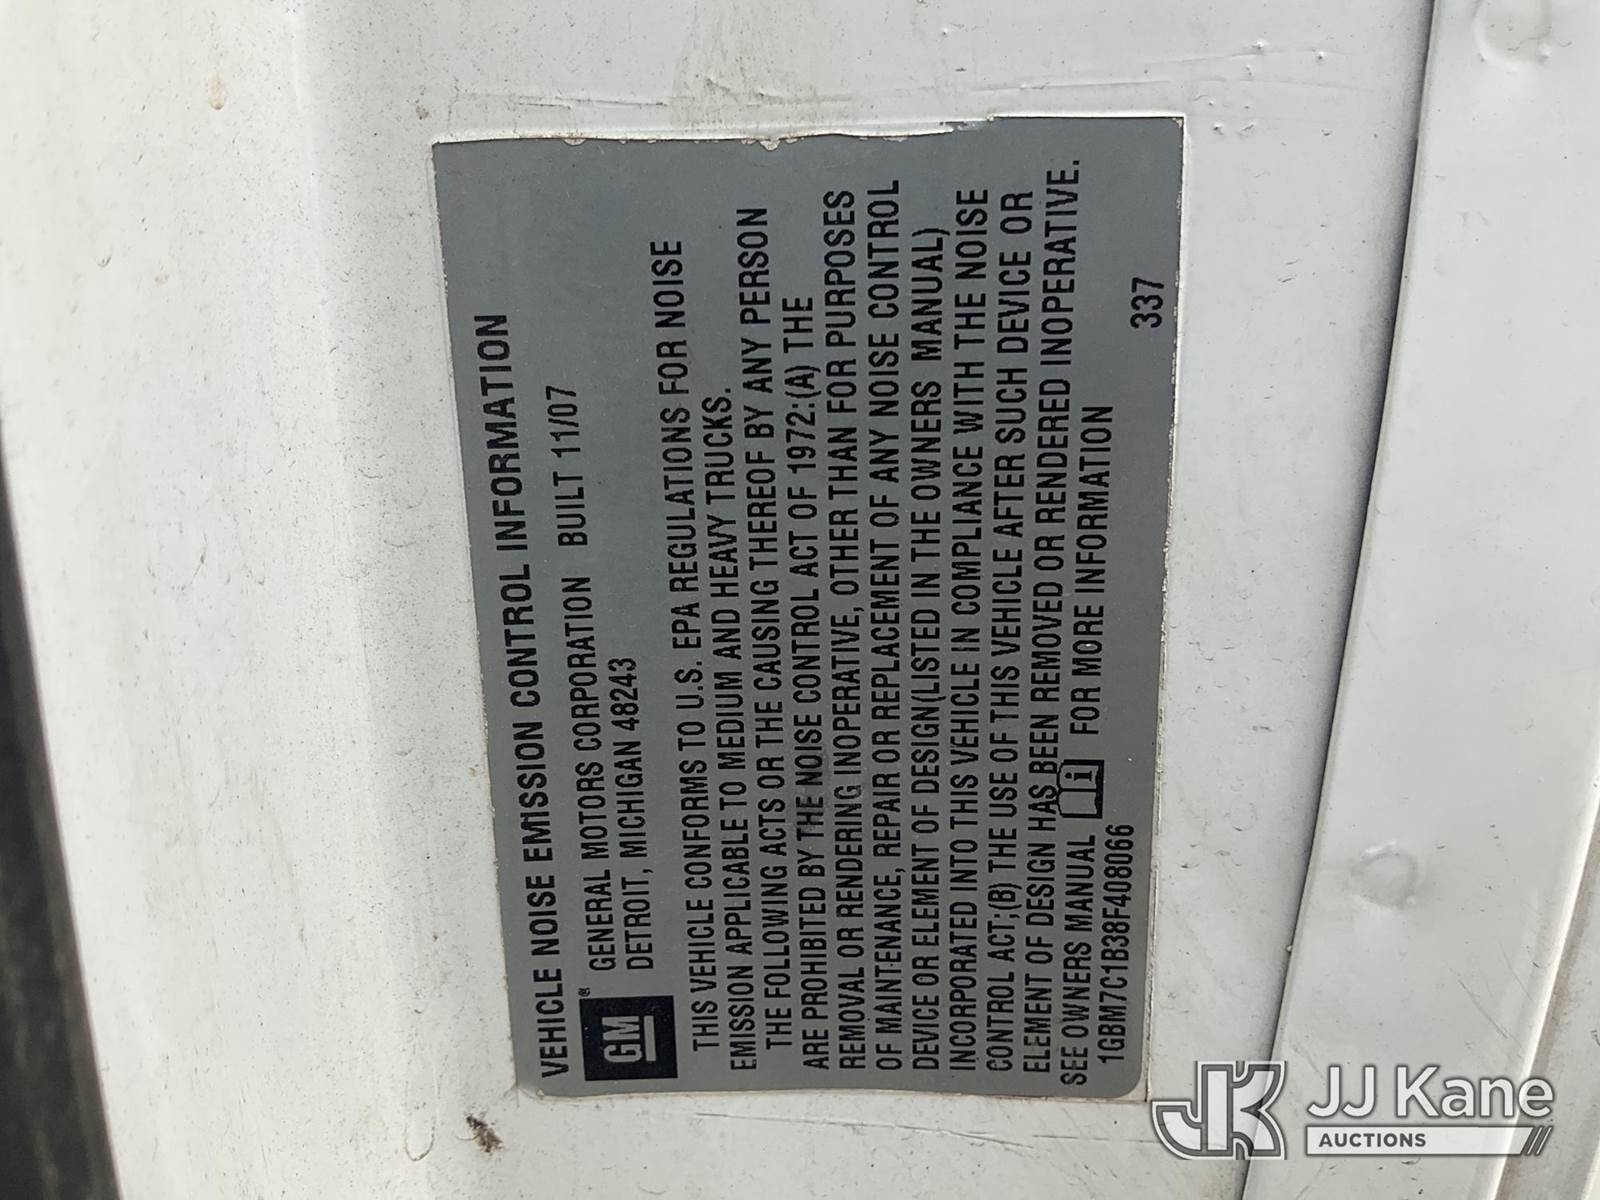 VEHICLE NOISE EMISSION CONTROL INFORMATION
GM®
GENERAL MOTORS CORPORATION BUILT 11/07
DETROIT, MICHIGAN 48243
THIS VEHICLE CONFORMS TO U.S. EPA REGULATIONS FOR NOISE
EMISSION APPLICABLE TO MEDIUM AND HEAVY TRUCKS.
THE FOLLOWING ACTS OR THE CAUSING THEREOF BY ANY PERSON
ARE PROHIBITED BY THE NOISE CONTROL ACT OF 1972:(A) THE
REMOVAL OR RENDERING INOPERATIVE, OTHER THAN FOR PURPOSES
OF MAINTENANCE, REPAIR OR REPLACEMENT OF ANY NOISE CONTROL
DEVICE OR ELEMENT OF DESIGN(LISTED IN THE OWNERS MANUAL)
INCORPORATED INTO THIS VEHICLE IN COMPLIANCE WITH THE NOISE
CONTROL ACT;(B) THE USE OF THIS VEHICLE AFTER SUCH DEVICE OR
ELEMENT OF DESIGN HAS BEEN REMOVED OR RENDERED INOPERATIVE.
SEE OWNERS MANUAL i FOR MORE INFORMATION
1GBM7C1B38F408066 337
JK JJ Kane
AUCTIONS